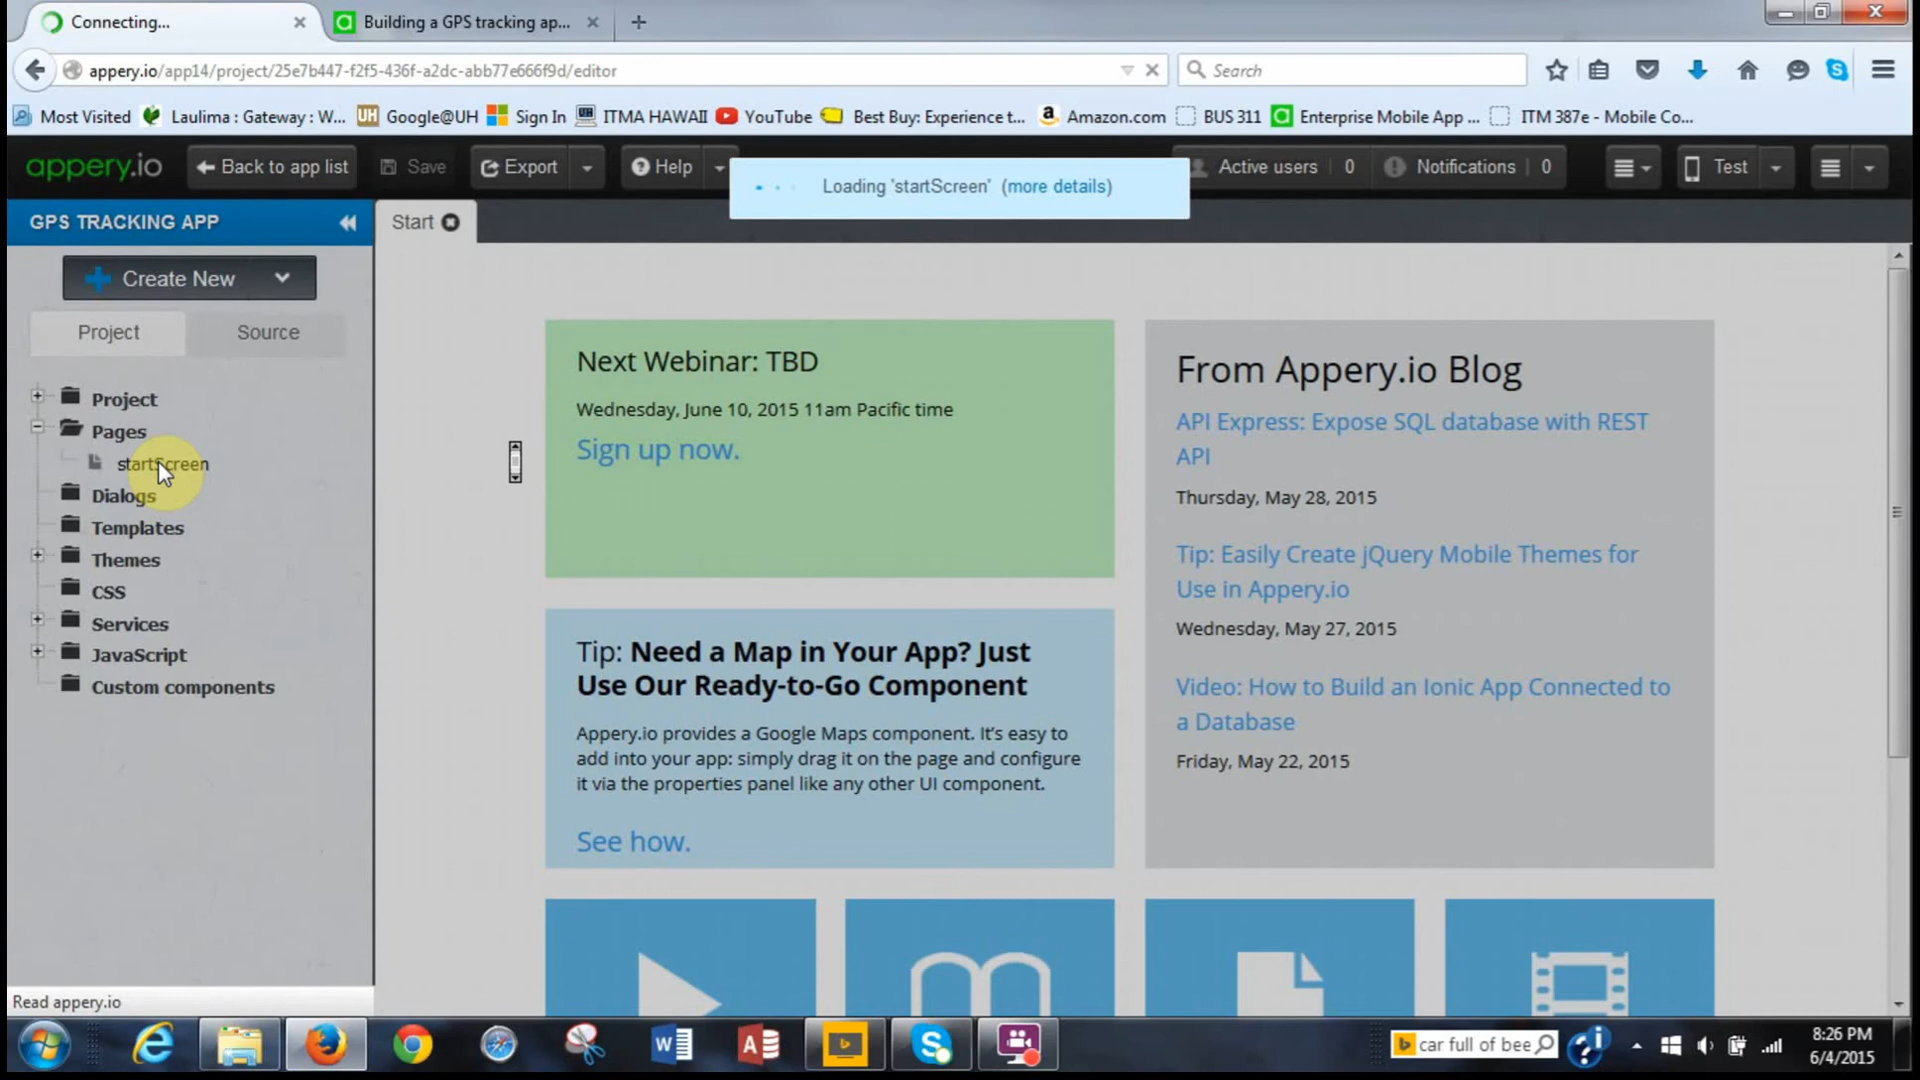 Connecting...
Building a GPS tracking ap...
appery.io/app14/project/25e7b447-f2f5-436f-a2dc-abb77e666f9d/editor
Search
Most Visited
Laulima : Gateway : W...
Google@UH
Sign In
ITMA HAWAII
YouTube
Best Buy: Experience t...
Amazon.com
BUS 311
Enterprise Mobile App ...
ITM 387e - Mobile Co...
appery.io
Back to app list
Save
Export
Help
Loading 'startScreen' (more details)
Active users 0
Notifications 0
Test
GPS TRACKING APP
Start
Create New
Project
Source
Project
Pages
startScreen
Dialogs
Templates
Themes
CSS
Services
JavaScript
Custom components
Next Webinar: TBD
Wednesday, June 10, 2015 11am Pacific time
Sign up now.
Tip: Need a Map in Your App? Just
Use Our Ready-to-Go Component
Appery.io provides a Google Maps component. It's easy to
add into your app: simply drag it on the page and configure
it via the properties panel like any other UI component.
See how.
From Appery.io Blog
API Express: Expose SQL database with REST
API
Thursday, May 28, 2015
Tip: Easily Create jQuery Mobile Themes for
Use in Appery.io
Wednesday, May 27, 2015
Video: How to Build an Ionic App Connected to
a Database
Friday, May 22, 2015
Read appery.io
car full of bee
8:26 PM
6/4/2015